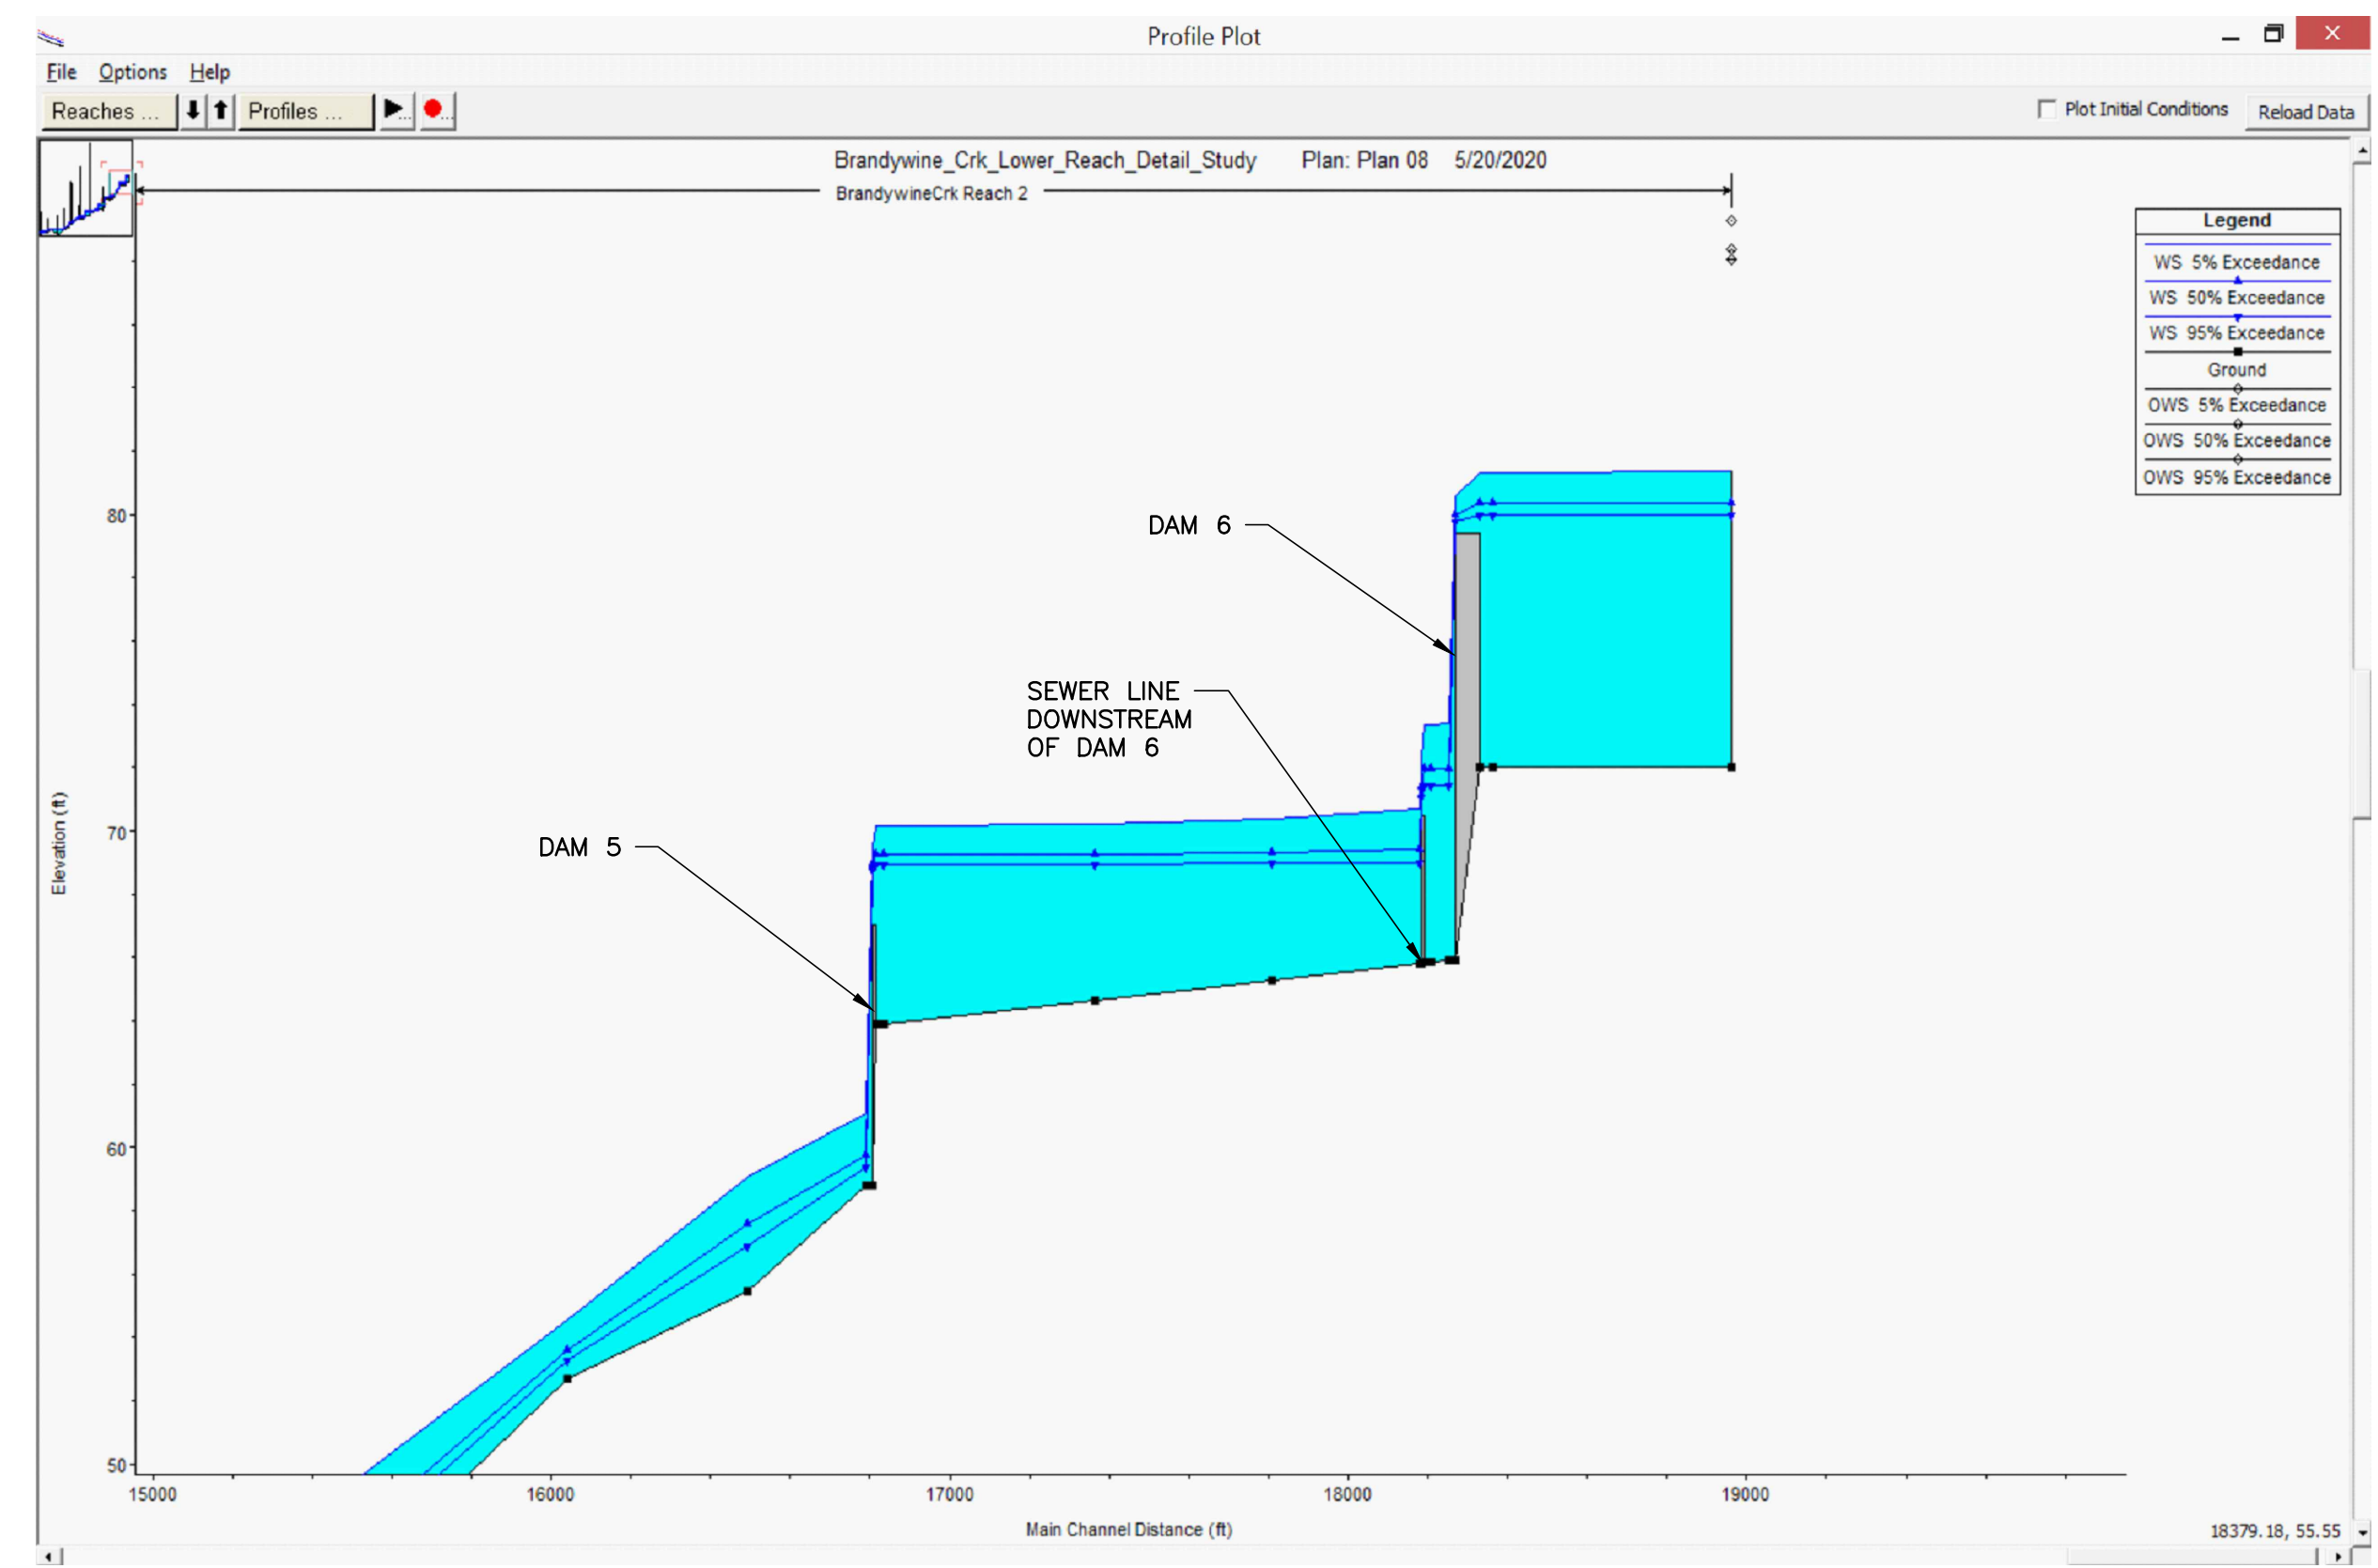 Profile Plot
File Options Help
Reaches ... Profiles ... Plot Initial Conditions Reload Data
Brandywine_Crk_Lower_Reach_Detail_Study Plan: Plan 08 5/20/2020
BrandywineCrk Reach 2
Legend
WS 5% Exceedance
WS 50% Exceedance
WS 95% Exceedance
Ground
OWS 5% Exceedance
OWS 50% Exceedance
OWS 95% Exceedance
80
DAM 6
SEWER LINE
DOWNSTREAM
OF DAM 6
70
DAM 5
Elevation (ft)
60
50
15000 16000 17000 18000 19000
Main Channel Distance (ft)
18379.18, 55.55